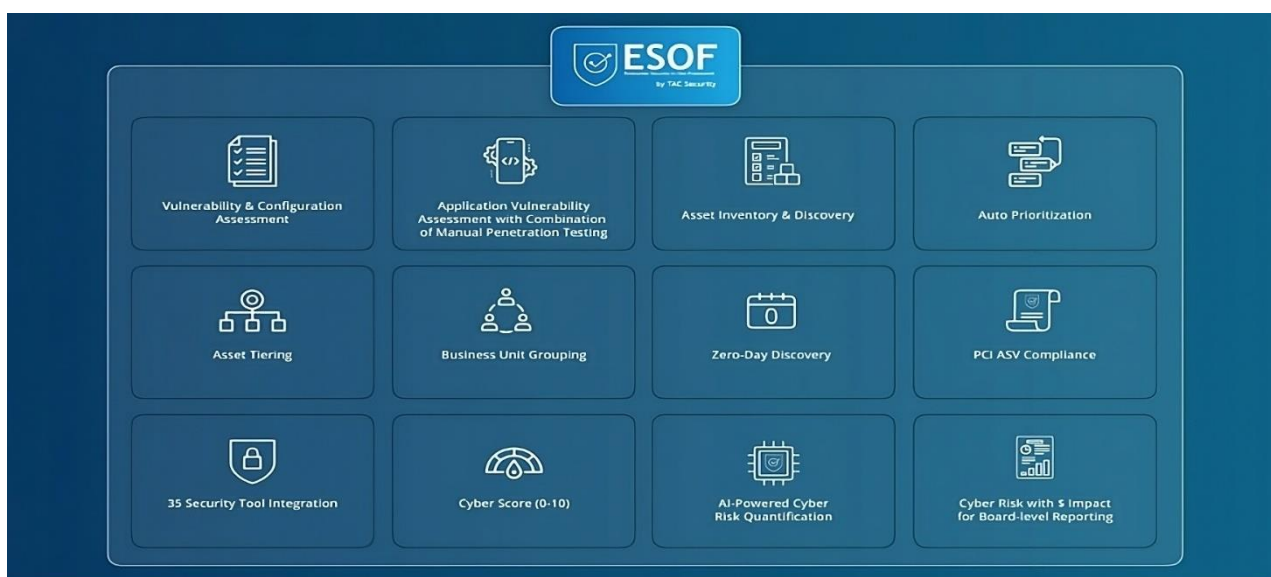 ESOF
by TAC Security
Vulnerability & Configuration
Assessment
Application Vulnerability
Assessment with Combination
of Manual Penetration Testing
Asset Inventory & Discovery
Auto Prioritization
Asset Tiering
Business Unit Grouping
0
Zero-Day Discovery
PCI ASV Compliance
35 Security Tool Integration
Cyber Score (0-10)
AI-Powered Cyber
Risk Quantification
Cyber Risk with $ Impact
for Board-level Reporting